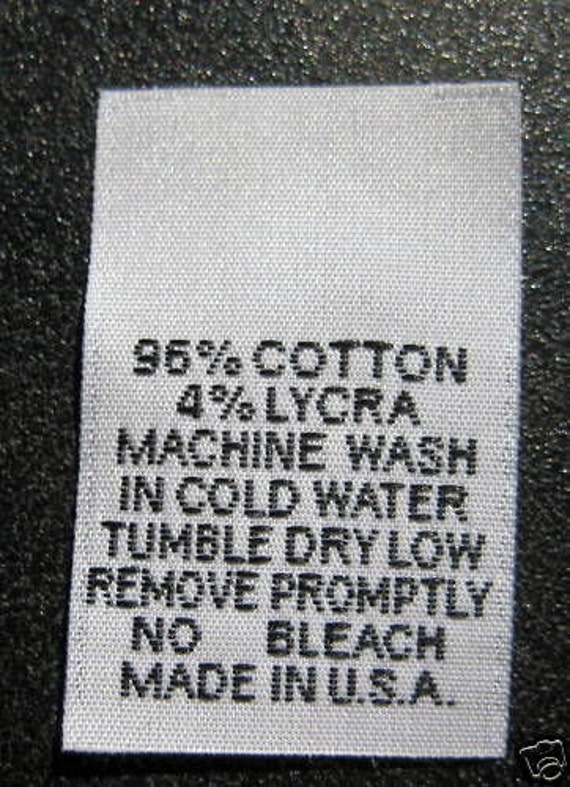 96% COTTON
4% LYCRA
MACHINE WASH
IN COLD WATER
TUMBLE DRY LOW
REMOVE PROMPTLY
NO BLEACH
MADE IN U.S.A.